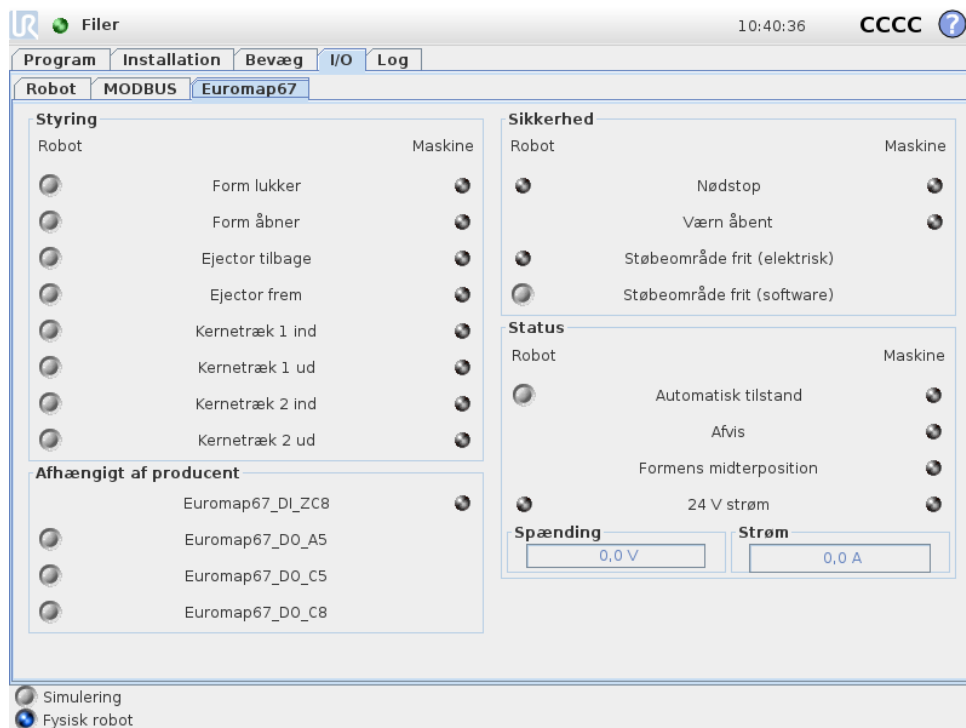 UR Filer 10:40:36 CCCC ?
Program Installation Bevæg I/O Log
Robot MODBUS Euromap67
Styring
Robot Maskine
Form lukker
Form åbner
Ejector tilbage
Ejector frem
Kernetræk 1 ind
Kernetræk 1 ud
Kernetræk 2 ind
Kernetræk 2 ud
Afhængigt af producent
Euromap67_DI_ZC8
Euromap67_DO_A5
Euromap67_DO_C5
Euromap67_DO_C8
Sikkerhed
Robot Maskine
Nødstop
Værn åbent
Støbeområde frit (elektrisk)
Støbeområde frit (software)
Status
Robot Maskine
Automatisk tilstand
Afvis
Formens midterposition
24 V strøm
Spænding
0,0 V
Strøm
0,0 A
Simulering
Fysisk robot